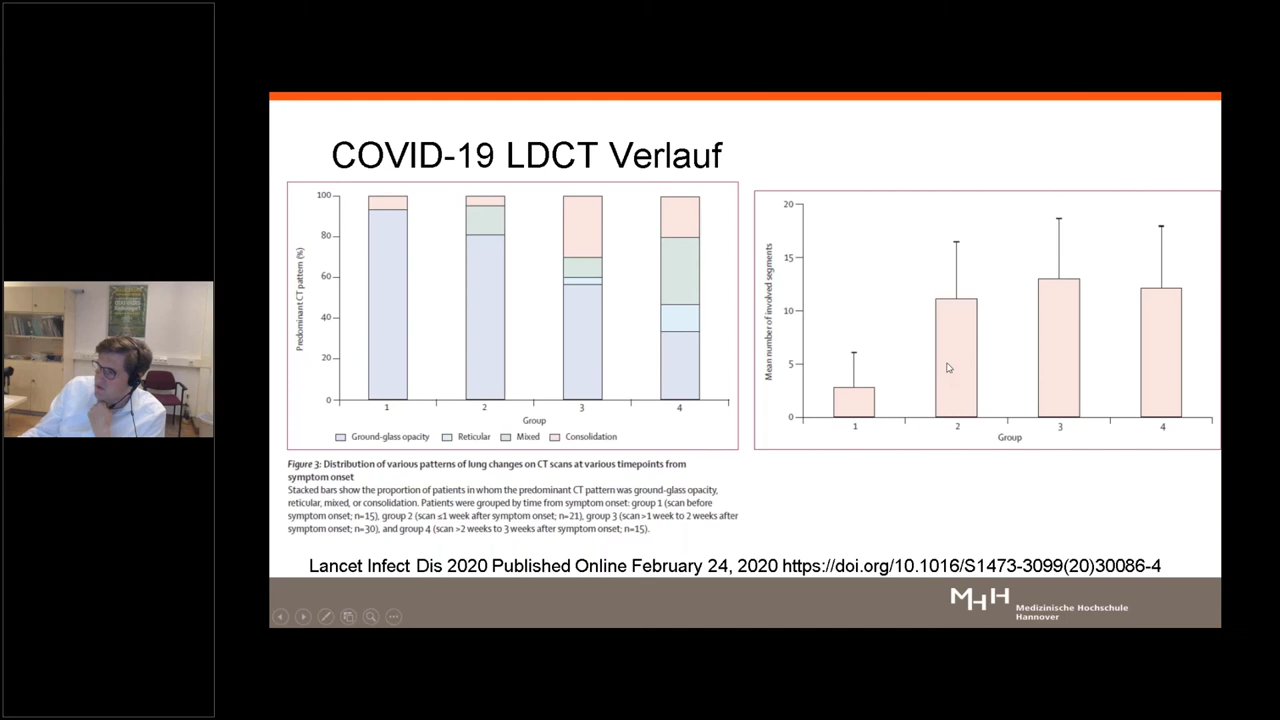 COVID-19 LDCT Verlauf
100
80
60
40
20
0
Predominant CT pattern (%)
1
2
3
4
Group
Ground-glass opacity
Reticular
Mixed
Consolidation
20
15
10
5
0
Mean number of involved segments
1
2
3
4
Group
Figure 3: Distribution of various patterns of lung changes on CT scans at various timepoints from
symptom onset
Stacked bars show the proportion of patients in whom the predominant CT pattern was ground-glass opacity,
reticular, mixed, or consolidation. Patients were grouped by time from symptom onset: group 1 (scan before
symptom onset; n=15), group 2 (scan ≤1 week after symptom onset; n=21), group 3 (scan >1 week to 2 weeks after
symptom onset; n=30), and group 4 (scan >2 weeks to 3 weeks after symptom onset; n=15).
Lancet Infect Dis 2020 Published Online February 24, 2020 https://doi.org/10.1016/S1473-3099(20)30086-4
MHH
Medizinische Hochschule
Hannover